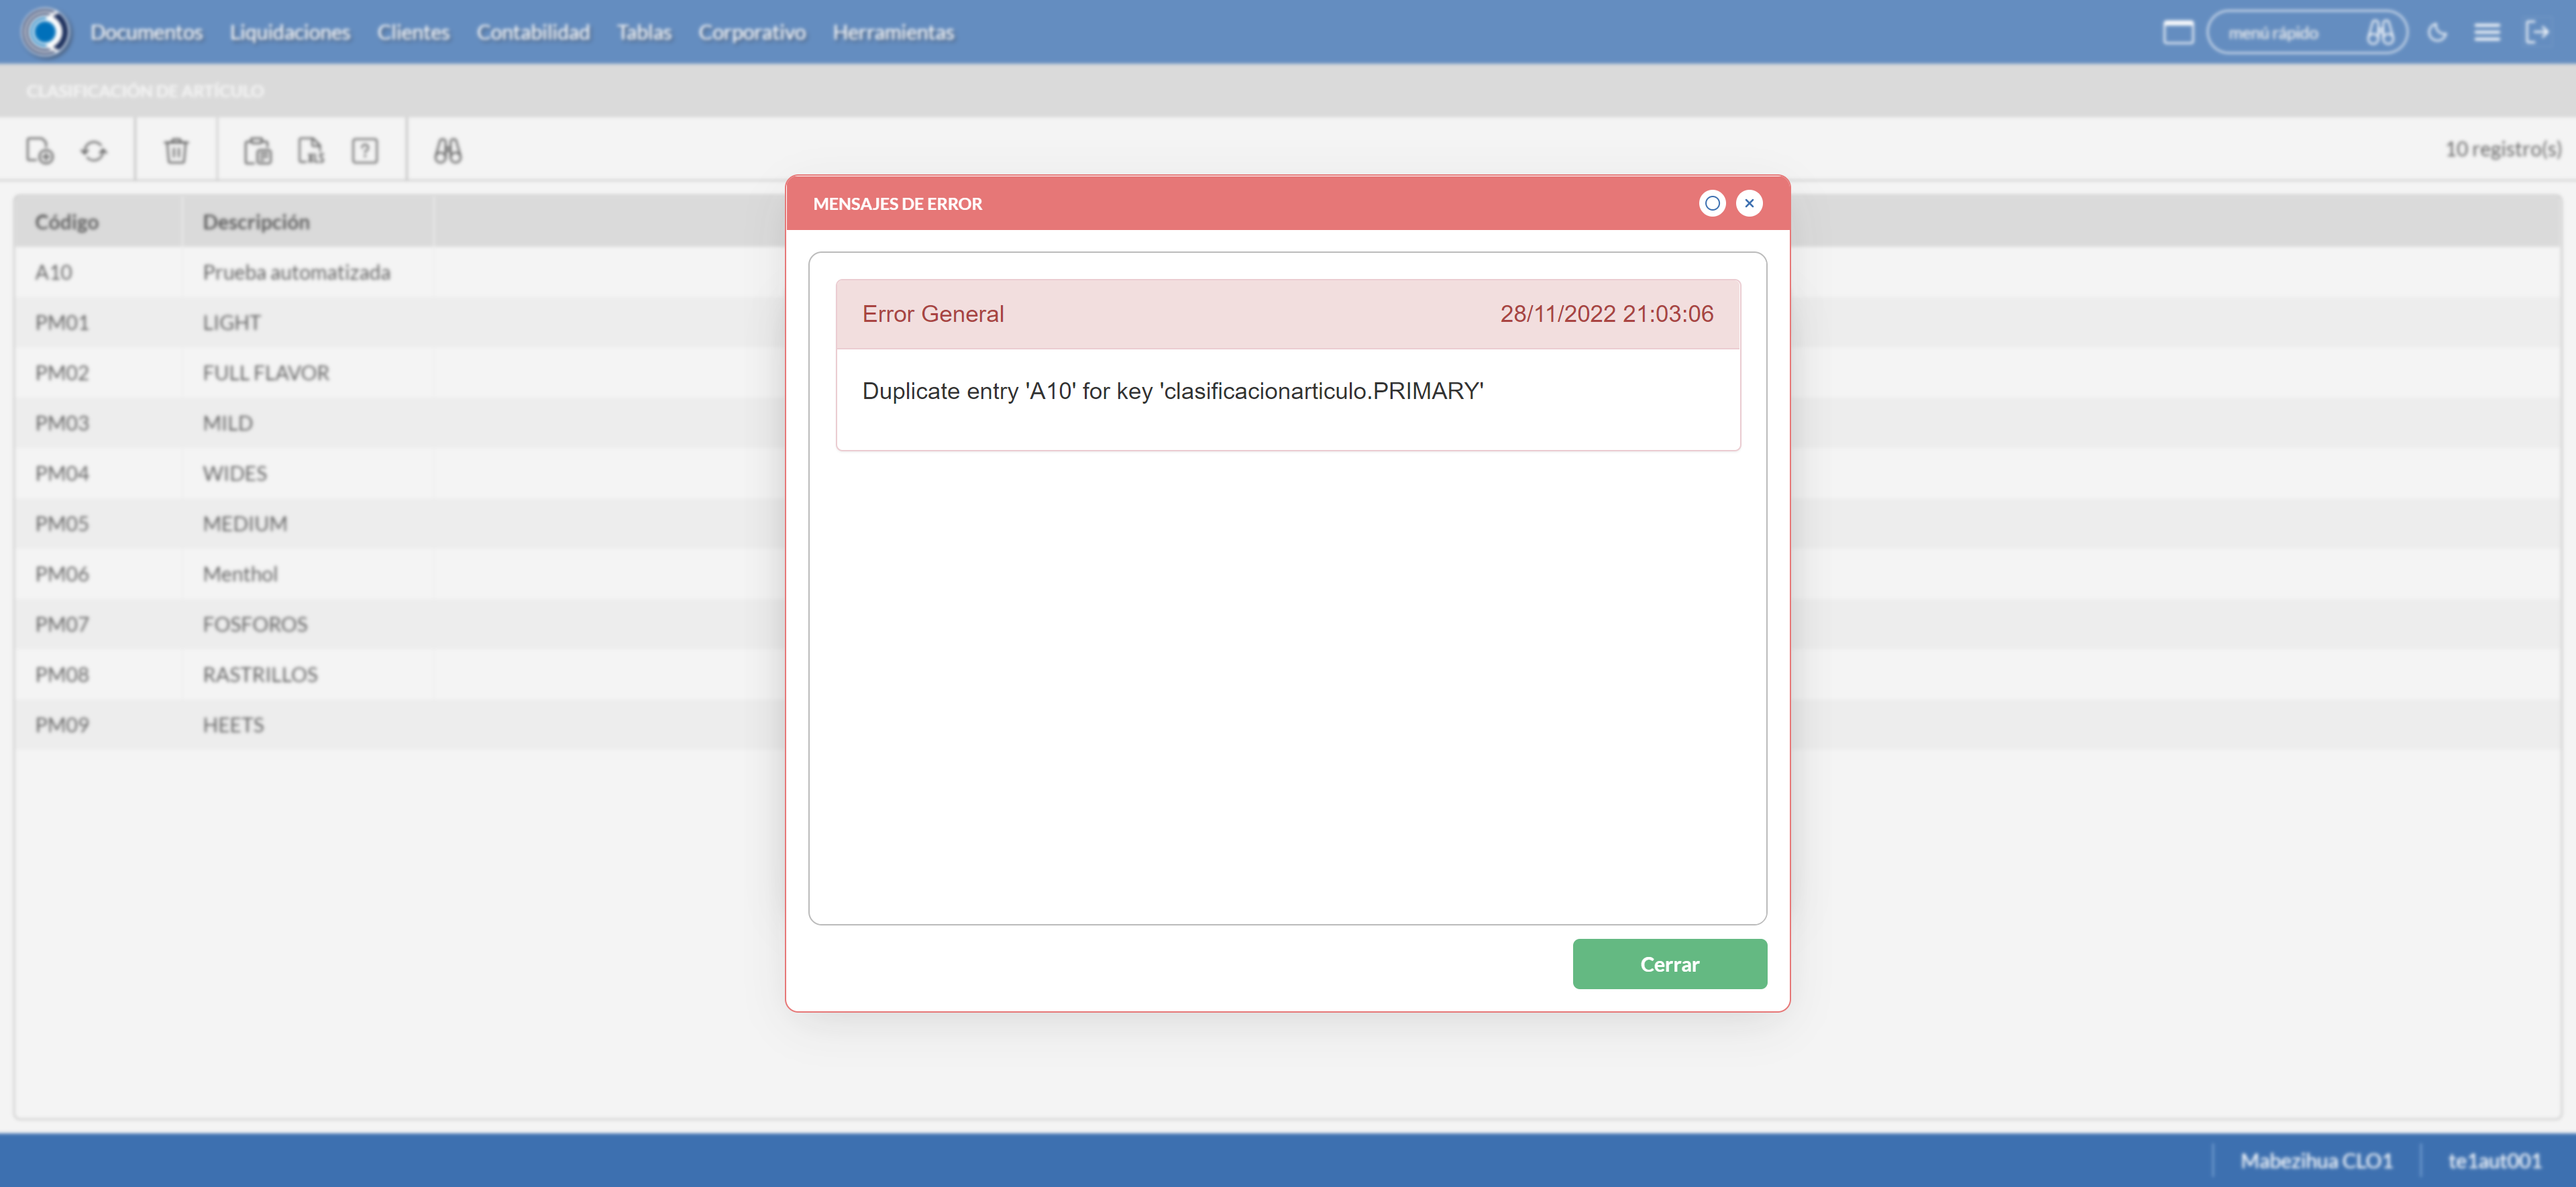 Documentos Liquidaciones Clientes Contabilidad Tablas Corporativo Herramientas menú rápido
CLASIFICACIÓN DE ARTÍCULO
10 registro(s)
MENSAJES DE ERROR
Código Descripción
A10 Prueba automatizada
PM01 LIGHT
PM02 FULL FLAVOR
PM03 MILD
PM04 WIDES
PM05 MEDIUM
PM06 Menthol
PM07 FOSFOROS
PM08 RASTRILLOS
PM09 HEETS
Error General 28/11/2022 21:03:06
Duplicate entry 'A10' for key 'clasificacionarticulo.PRIMARY'
Cerrar
Mabezihua CLO1 te1aut001